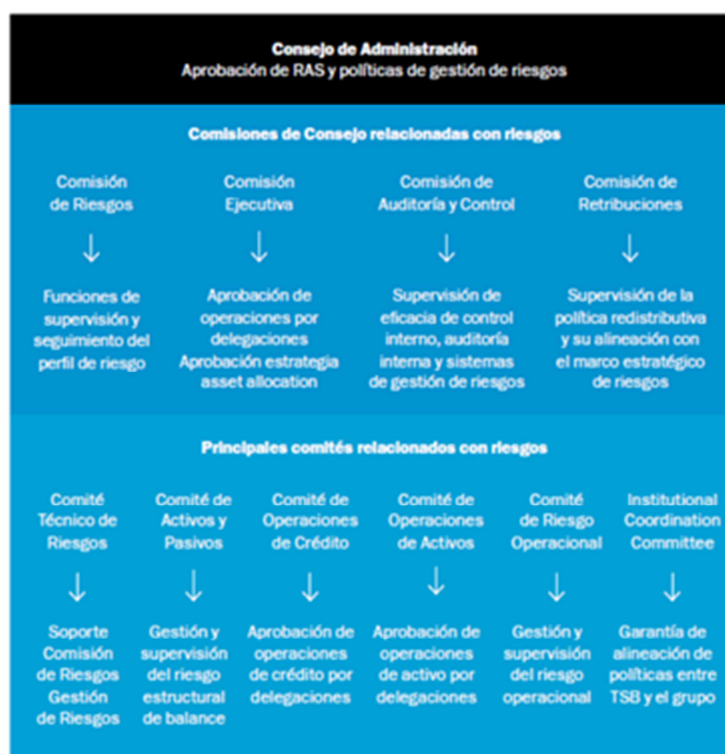 Consejo de Administración
Aprobación de RAS y políticas de gestión de riesgos
Comisiones de Consejo relacionadas con riesgos
Comisión
de Riesgos
Funciones de
supervisión y
seguimiento del
perfil de riesgo
Comisión
Ejecutiva
Aprobación de
operaciones por
delegaciones
Aprobación estrategia
asset allocation
Comisión de
Auditoría y Control
Supervisión de
eficacia de control
interno, auditoría
interna y sistemas
de gestión de riesgos
Comisión de
Retribuciones
Supervisión de la
política redistributiva
y su alineación con
el marco estratégico
de riesgos
Principales comités relacionados con riesgos
Comité
Técnico de
Riesgos
Soporte
Comisión
de Riesgos
Gestión
de Riesgos
Comité de
Activos y
Pasivos
Gestión y
supervisión
del riesgo
estructural
de balance
Comité de
Operaciones
de Crédito
Aprobación de
operaciones
de crédito por
delegaciones
Comité de
Operaciones
de Activos
Aprobación de
operaciones
de activo por
delegaciones
Comité
de Riesgo
Operacional
Gestión y
supervisión
del riesgo
operacional
Institutional
Coordination
Committee
Garantía de
alineación de
políticas entre
TSB y el grupo